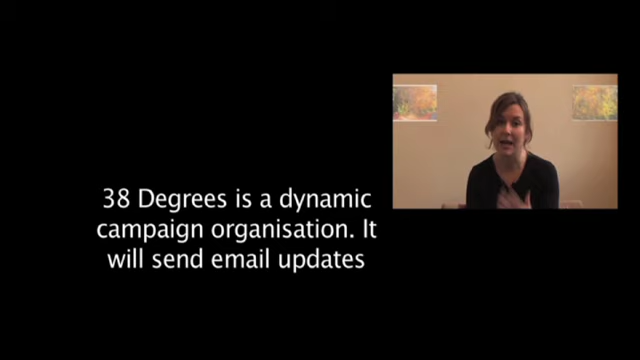 38 Degrees is a dynamic
campaign organisation. It
will send email updates